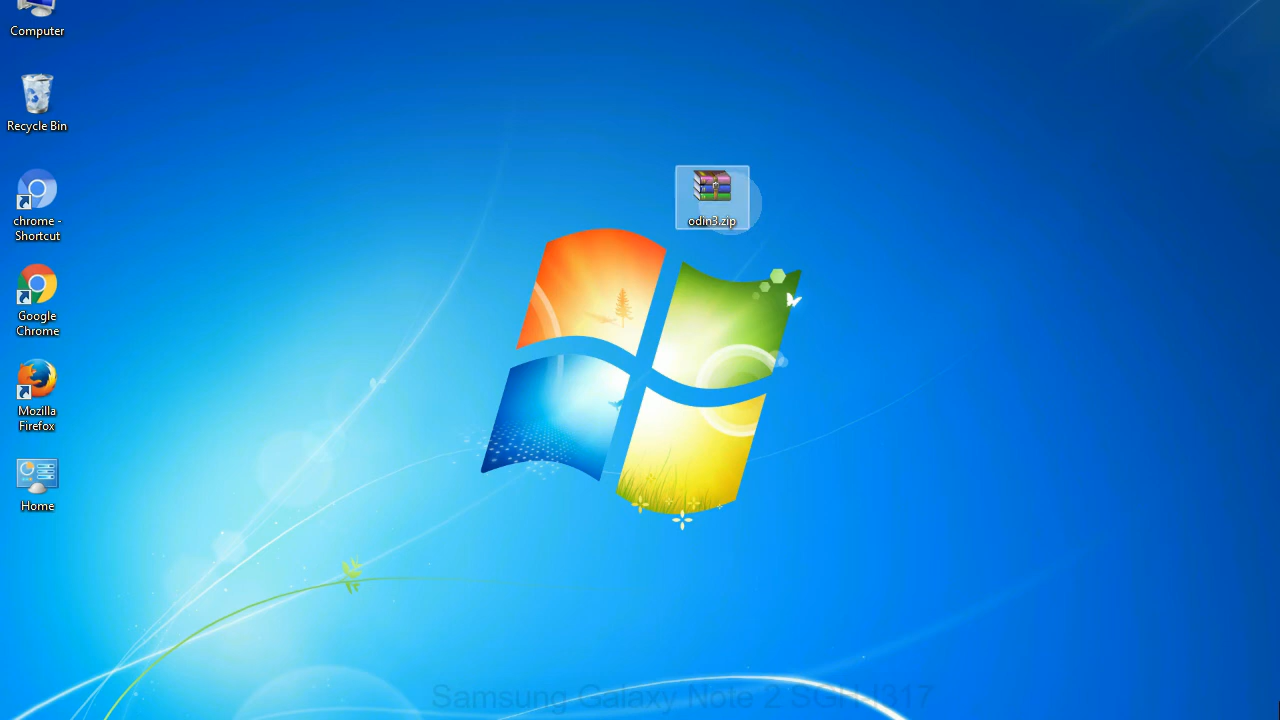 Computer
Recycle Bin
chrome -
Shortcut
Google
Chrome
Mozilla
Firefox
Home
odin3.zip
Samsung Galaxy Note 2 SGH-I317